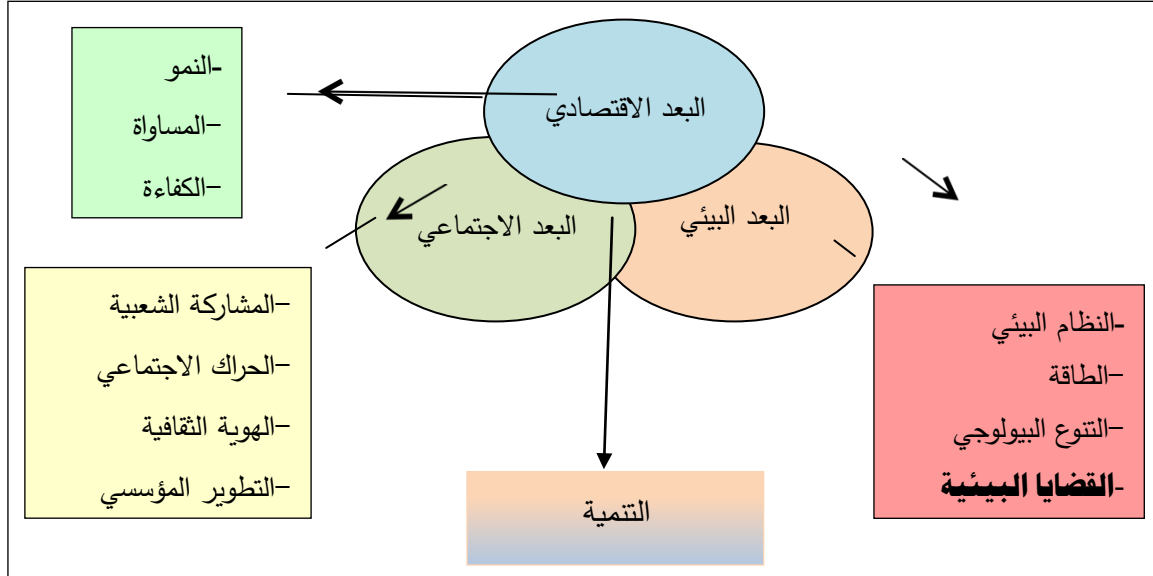 البعد الاقتصادي
البعد البيئي
البعد الاجتماعي
-النمو
-المساواة
-الكفاءة
-المشاركة الشعبية
-الحراك الاجتماعي
-الهوية الثقافية
-التطوير المؤسسي
-النظام البيئي
-الطاقة
-التنوع البيولوجي
-القضايا البيئية
التنمية